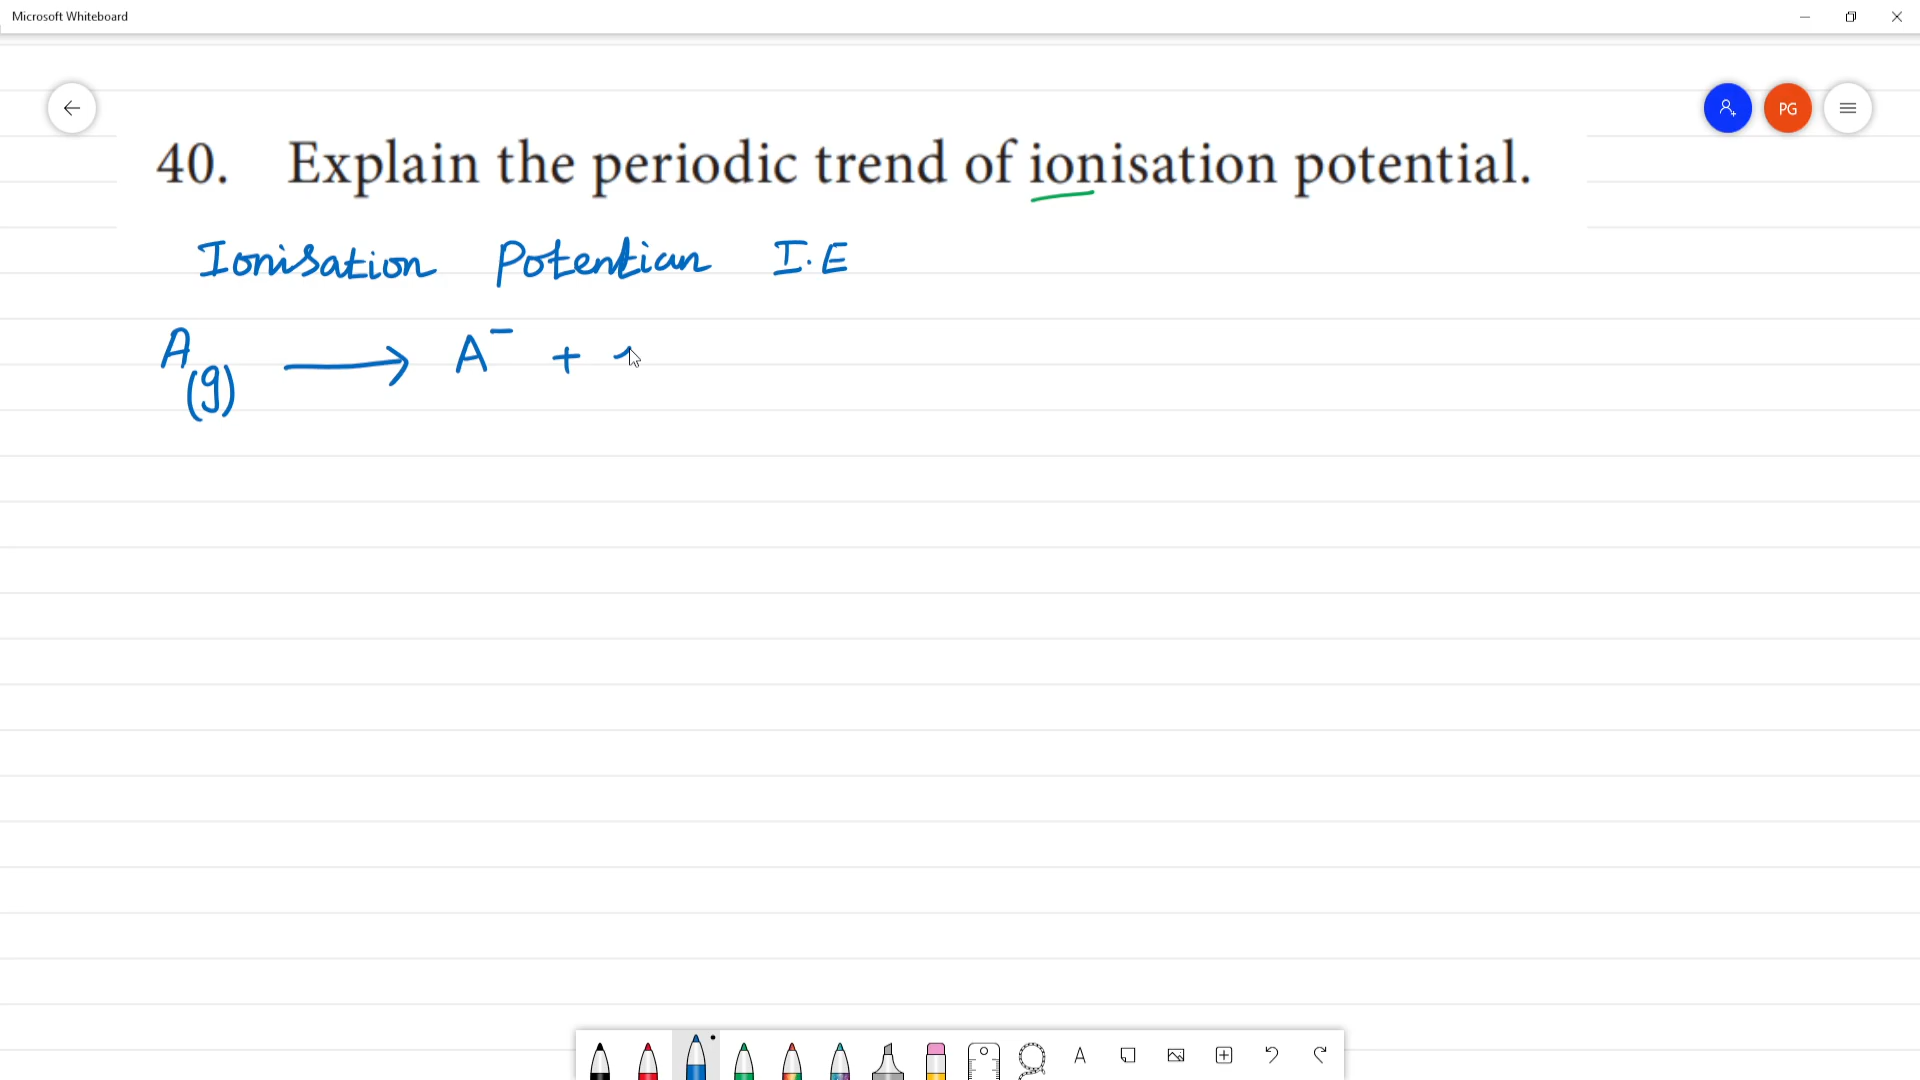 Microsoft Whiteboard
PG
40. Explain the periodic trend of ionisation potential.
Ionisation Potentian I.E
A(g) ⟶ A⁻ +
A